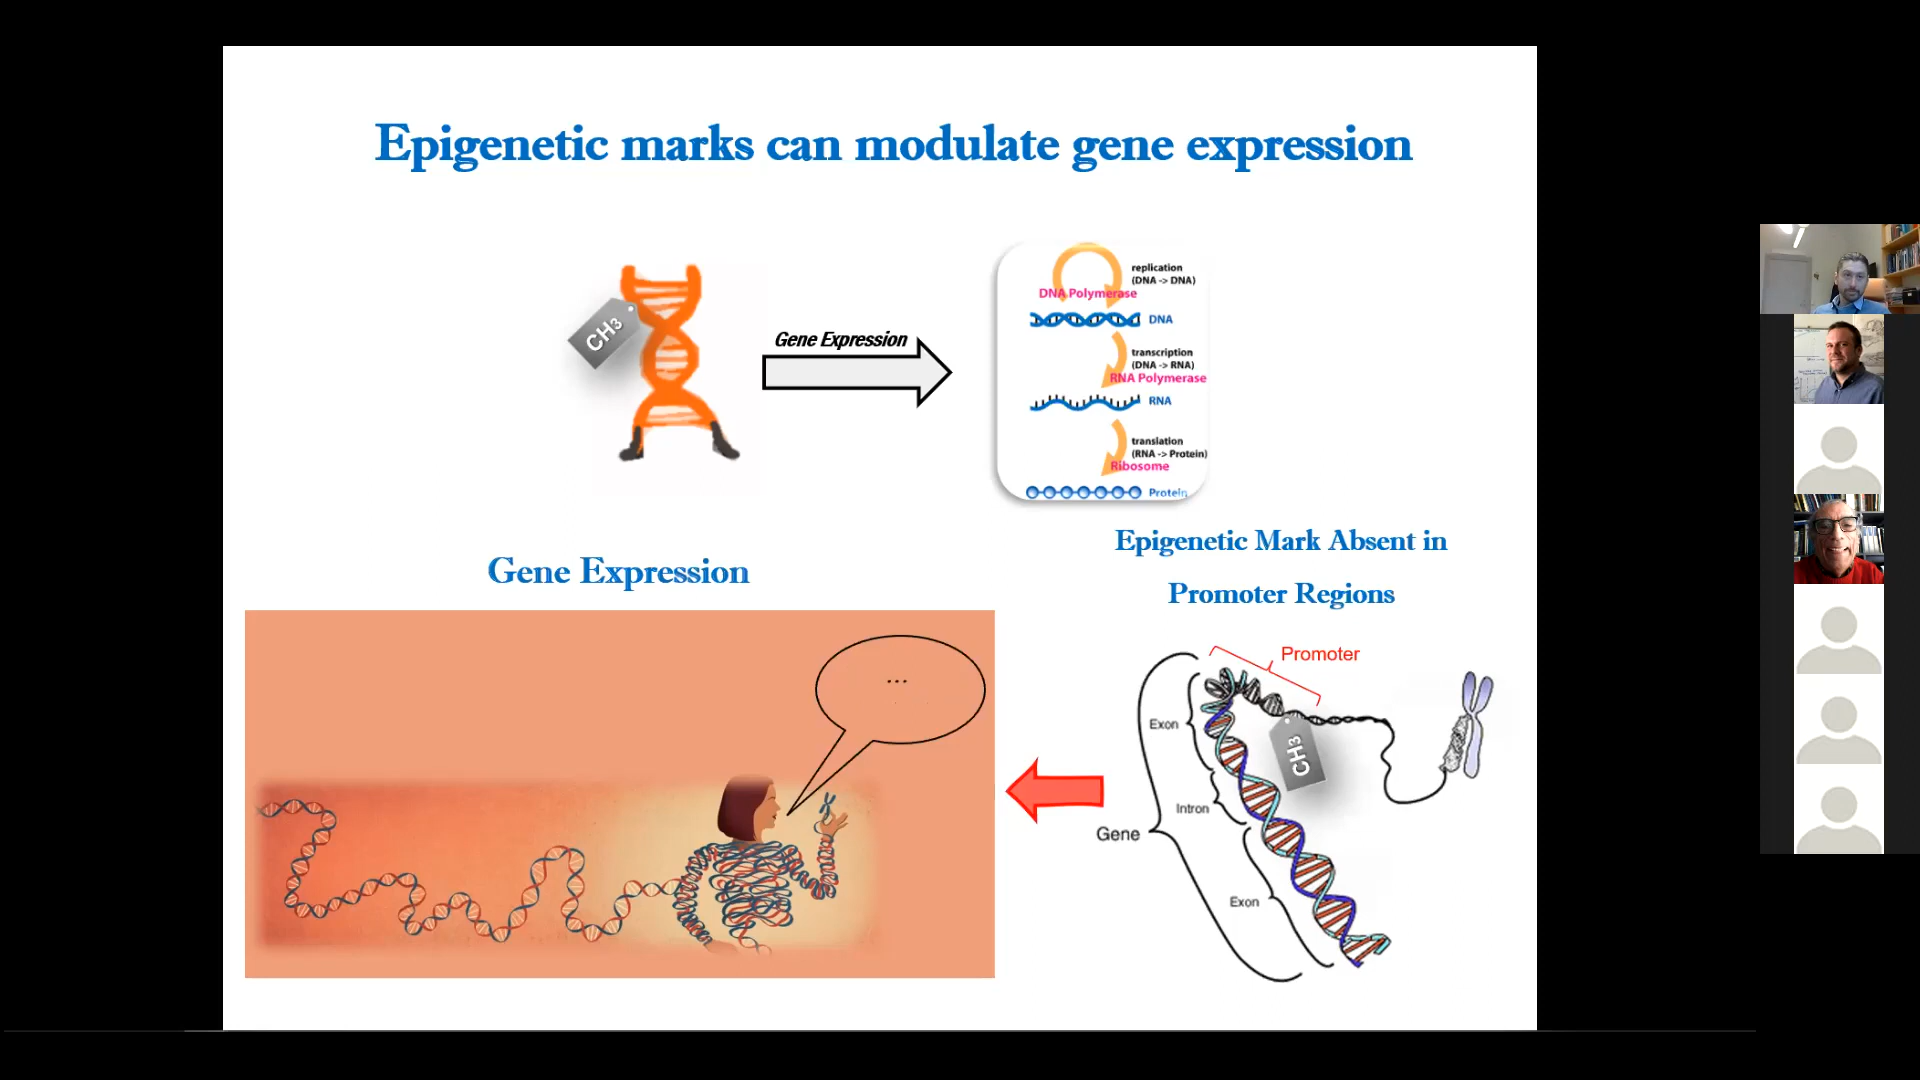 Epigenetic marks can modulate gene expression
CH3
Gene Expression
replication
(DNA -> DNA)
DNA Polymerase
DNA
transcription
(DNA -> RNA)
RNA Polymerase
RNA
translation
(RNA -> Protein)
Ribosome
Protein
Gene Expression
Epigenetic Mark Absent in
Promoter Regions
...
Promoter
Exon
CH3
Intron
Gene
Exon